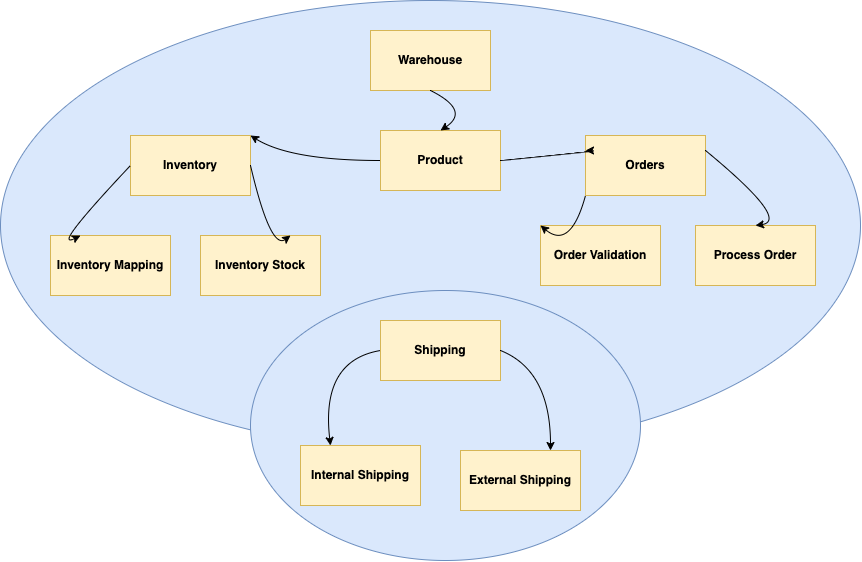 Warehouse
Inventory
Product
Orders
Inventory Mapping
Inventory Stock
Order Validation
Process Order
Shipping
Internal Shipping
External Shipping